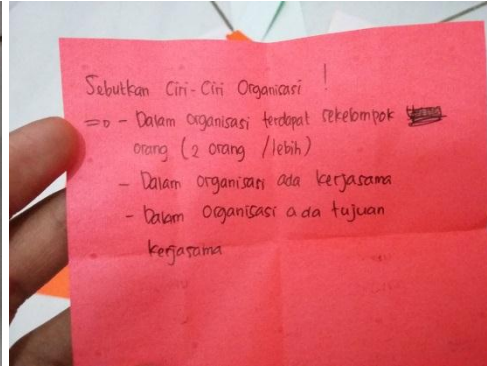 Sebutkan Ciri-Ciri Organisasi !
=> - Dalam organisasi terdapat sekelompok
orang (2 orang /lebih)
- Dalam organisasi ada kerjasama
- Dalam Organisasi ada tujuan
kerjasama